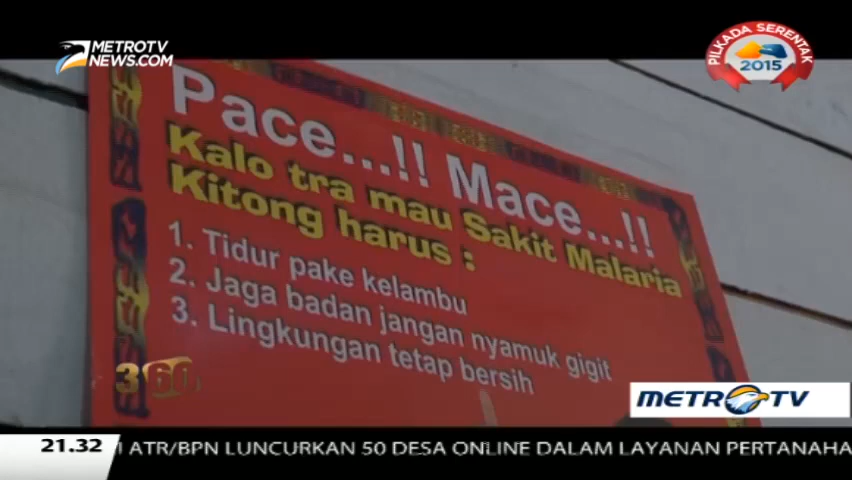 METROTV
NEWS.COM
PILKADA SERENTAK
2015
Pace...!! Mace...!!
Kalo tra mau Sakit Malaria
Kitong harus :
1. Tidur pake kelambu
2. Jaga badan jangan nyamuk gigit
3. Lingkungan tetap bersih
360
METRO TV
21.32
I ATR/BPN LUNCURKAN 50 DESA ONLINE DALAM LAYANAN PERTANAHA